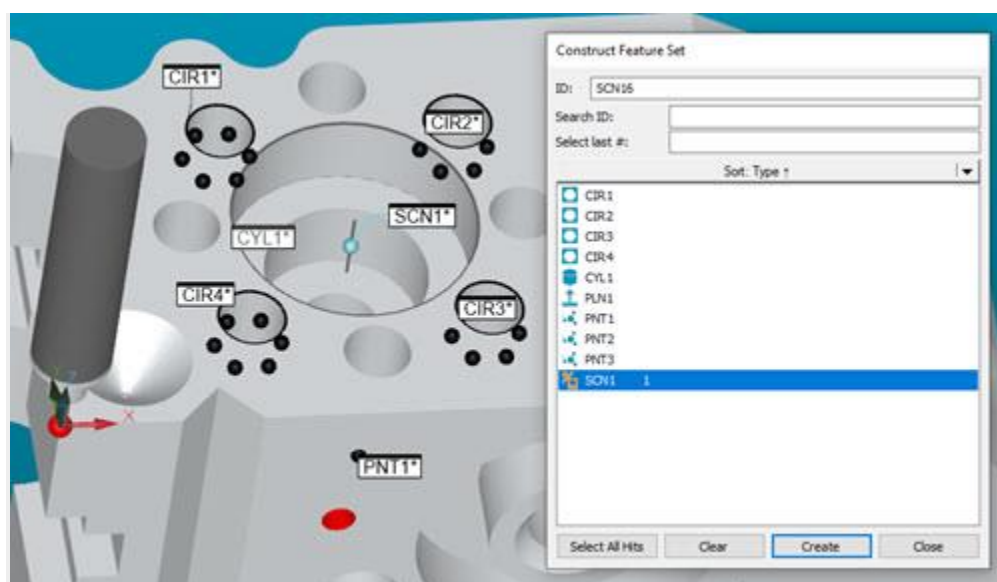 CIR1*
CIR2*
SCN1*
CYL1*
CIR4*
CIR3*
X
PNT1*
Construct Feature Set
ID: SCN16
Search ID:
Select last #:
Sort: Type ↑
CIR1
CIR2
CIR3
CIR4
CYL1
PLN1
PNT1
PNT2
PNT3
SCN1 1
Select All Hits Clear Create Close